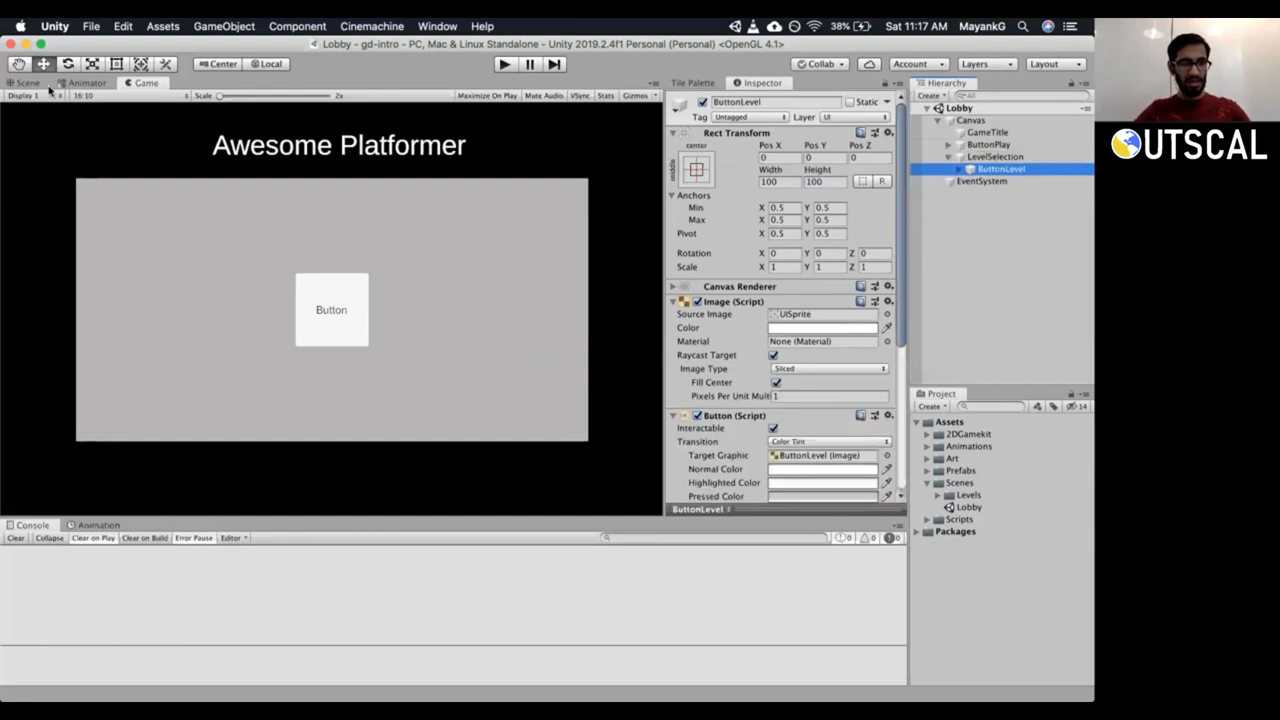 Unity File Edit Assets GameObject Component Cinemachine Window Help 38% Sat 11:17 AM MayankG
Lobby - gd-intro - PC, Mac & Linux Standalone - Unity 2019.2.4f1 Personal (Personal) <OpenGL 4.1>
Center Local Collab Account Layers Layout
Scene Animator Game Tile Palette Inspector Hierarchy
Display 1 16:10 Scale 2x Maximize On Play Mute Audio VSync Stats Gizmos
Create All
Awesome Platformer
Button
ButtonLevel Static
Tag Untagged Layer UI
Rect Transform
center Pos X Pos Y Pos Z
middle 0 0 0
Width Height
100 100 R
Anchors
Min X 0.5 Y 0.5
Max X 0.5 Y 0.5
Pivot X 0.5 Y 0.5
Rotation X 0 Y 0 Z 0
Scale X 1 Y 1 Z 1
Canvas Renderer
Image (Script)
Source Image UISprite
Color
Material None (Material)
Raycast Target
Image Type Sliced
Fill Center
Pixels Per Unit Mult 1
Button (Script)
Interactable
Transition Color Tint
Target Graphic ButtonLevel (Image)
Normal Color
Highlighted Color
Pressed Color
ButtonLevel
Lobby
Canvas
GameTitle
ButtonPlay
LevelSelection
ButtonLevel
EventSystem
Project
Create 14
Assets
2DGamekit
Animations
Art
Prefabs
Scenes
Levels
Lobby
Scripts
Packages
Console Animation
Clear Collapse Clear on Play Clear on Build Error Pause Editor 0 0 0
OUTSCAL